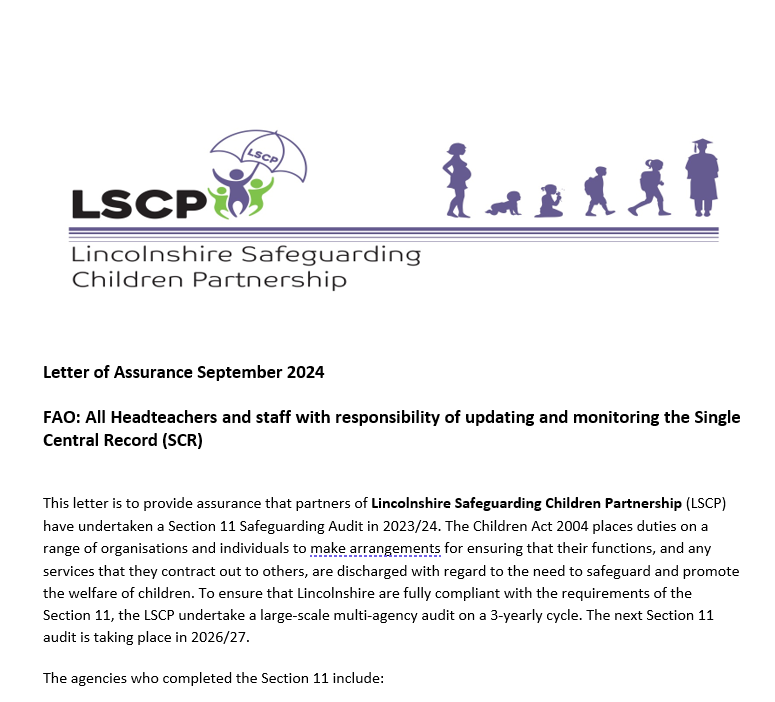 LSCP
LSCP
Lincolnshire Safeguarding
Children Partnership
Letter of Assurance September 2024
FAO: All Headteachers and staff with responsibility of updating and monitoring the Single
Central Record (SCR)
This letter is to provide assurance that partners of Lincolnshire Safeguarding Children Partnership (LSCP)
have undertaken a Section 11 Safeguarding Audit in 2023/24. The Children Act 2004 places duties on a
range of organisations and individuals to make arrangements for ensuring that their functions, and any
services that they contract out to others, are discharged with regard to the need to safeguard and promote
the welfare of children. To ensure that Lincolnshire are fully compliant with the requirements of the
Section 11, the LSCP undertake a large-scale multi-agency audit on a 3-yearly cycle. The next Section 11
audit is taking place in 2026/27.
The agencies who completed the Section 11 include: